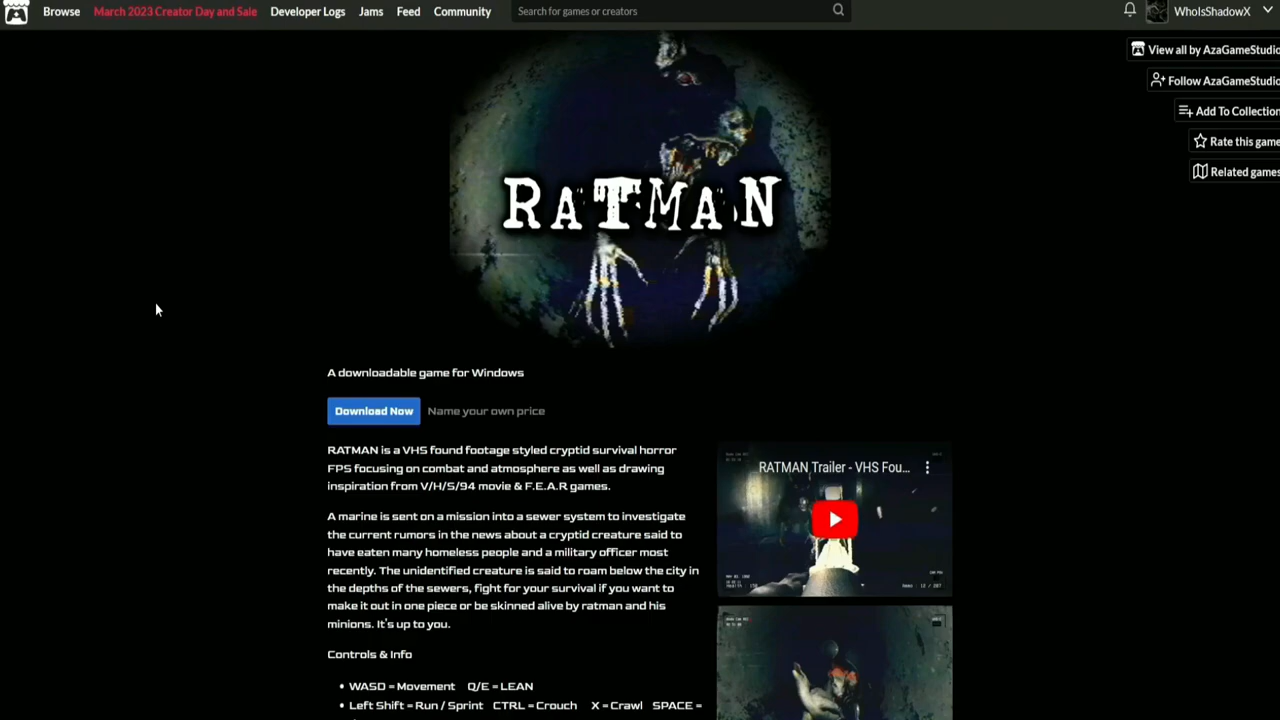 Browse March 2023 Creator Day and Sale Developer Logs Jams Feed Community Search for games or creators WhoIsShadowX
View all by AzaGameStudio
Follow AzaGameStudio
Add To Collection
Rate this game
Related games
RATMAN
A downloadable game for Windows
Download Now Name your own price
RATMAN is a VHS found footage styled cryptid survival horror
FPS focusing on combat and atmosphere as well as drawing
inspiration from V/H/S/94 movie & F.E.A.R games.
A marine is sent on a mission into a sewer system to investigate
the current rumors in the news about a cryptid creature said to
have eaten many homeless people and a military officer most
recently. The unidentified creature is said to roam below the city in
the depths of the sewers, fight for your survival if you want to
make it out in one piece or be skinned alive by ratman and his
minions. It's up to you.
Controls & Info
• WASD = Movement Q/E = LEAN
• Left Shift = Run / Sprint CTRL = Crouch X = Crawl SPACE =
RATMAN Trailer - VHS Fou...